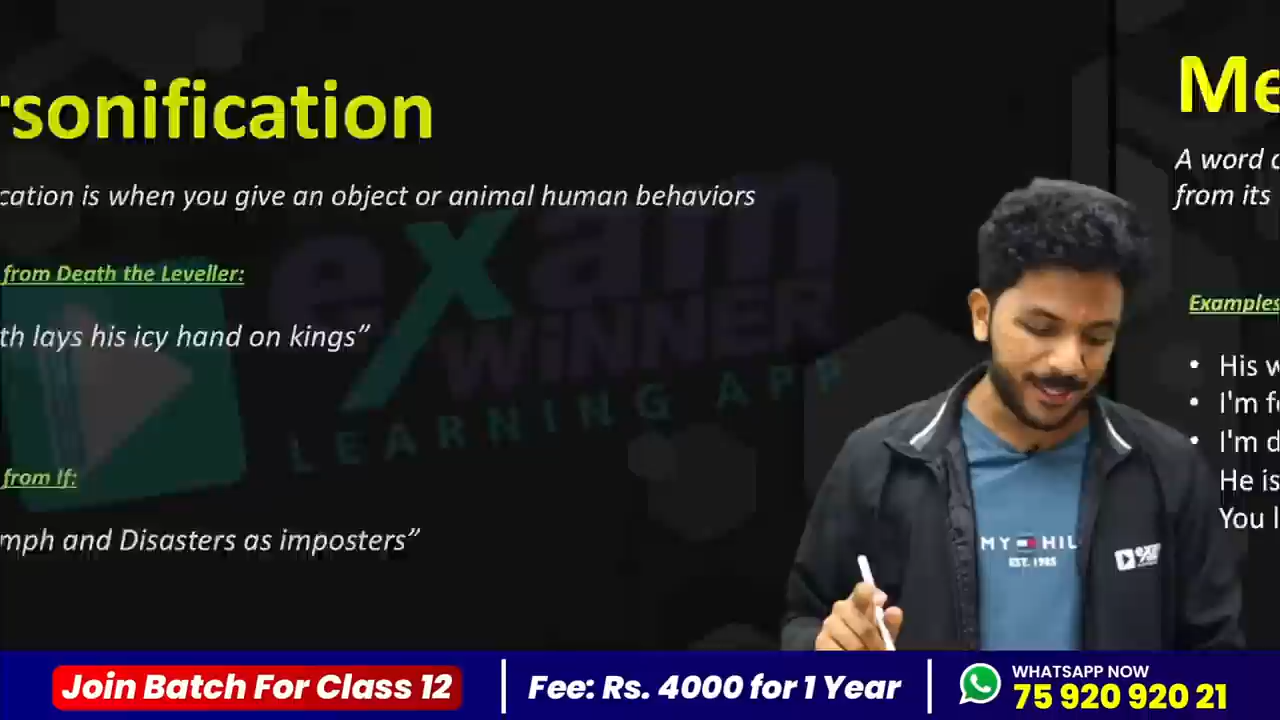 rsonification
cation is when you give an object or animal human behaviors
from Death the Leveller:
th lays his icy hand on kings”
from If:
mph and Disasters as imposters”
exam
WiNNER
LEARNING APP
Me
A word
from its
Examples
• His w
• I'm f
• I'm d
He is
You l
MY HIL
EST. 1985
Join Batch For Class 12
Fee: Rs. 4000 for 1 Year
WHATSAPP NOW
75 920 920 21